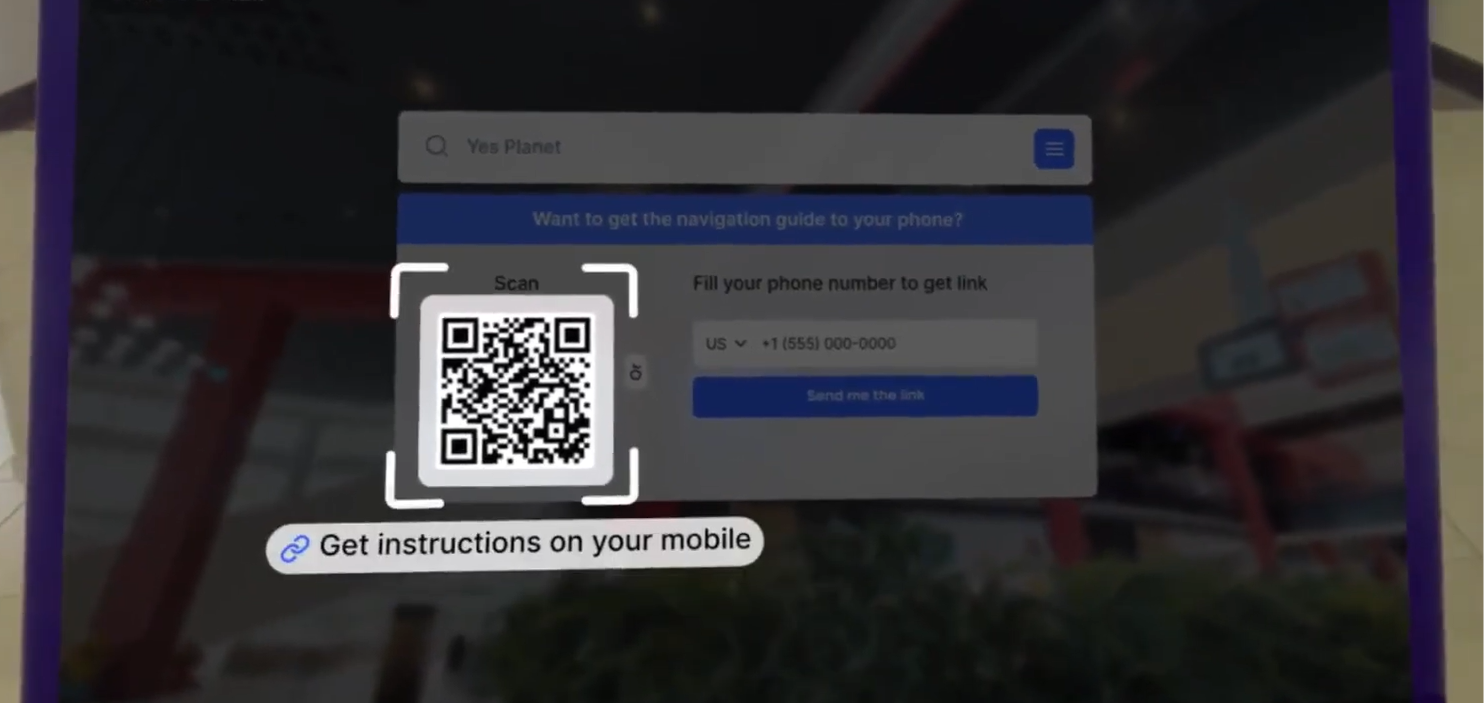 Yes Planet
Want to get the navigation guide to your phone?
Scan
Fill your phone number to get link
US +1 (555) 000-0000
Or
Send me the link
Get instructions on your mobile